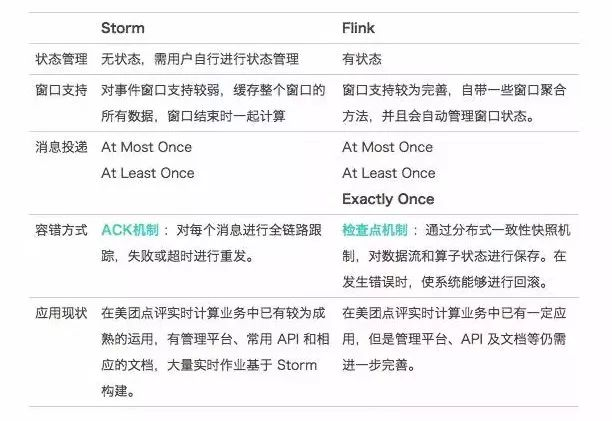 Storm Flink
状态管理 无状态，需用户自行进行状态管理 有状态
窗口支持 对事件窗口支持较弱，缓存整个窗口的 窗口支持较为完善，自带一些窗口聚合
所有数据，窗口结束时一起计算 方法，并且会自动管理窗口状态。
消息投递 At Most Once At Most Once
At Least Once At Least Once
Exactly Once
容错方式 ACK机制 ：对每个消息进行全链路跟 检查点机制 ：通过分布式一致性快照机
踪，失败或超时进行重发。 制，对数据流和算子状态进行保存。在
发生错误时，使系统能够进行回滚。
应用现状 在美团点评实时计算业务中已有较为成 在美团点评实时计算业务中已有一定应
熟的运用，有管理平台、常用 API 和相 用，但是管理平台、API 及文档等仍需
应的文档，大量实时作业基于 Storm 进一步完善。
构建。